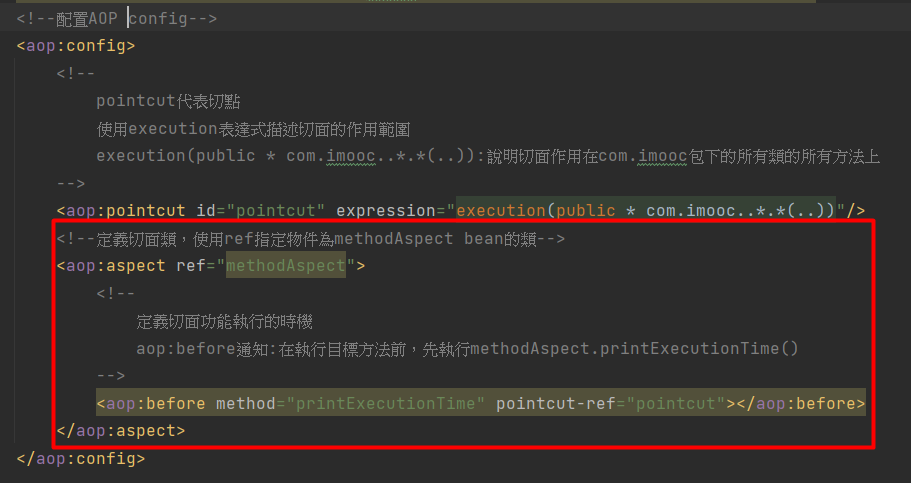 <!--配置AOP config-->
<aop:config>
<!--
pointcut代表切點
使用execution表達式描述切面的作用範圍
execution(public * com.imooc..*.*(..)):說明切面作用在com.imooc包下的所有類的所有方法上
-->
<aop:pointcut id="pointcut" expression="execution(public * com.imooc..*.*(..))"/>
<!--定義切面類，使用ref指定物件為methodAspect bean的類-->
<aop:aspect ref="methodAspect">
<!--
定義切面功能執行的時機
aop:before通知:在執行目標方法前，先執行methodAspect.printExecutionTime()
-->
<aop:before method="printExecutionTime" pointcut-ref="pointcut"></aop:before>
</aop:aspect>
</aop:config>